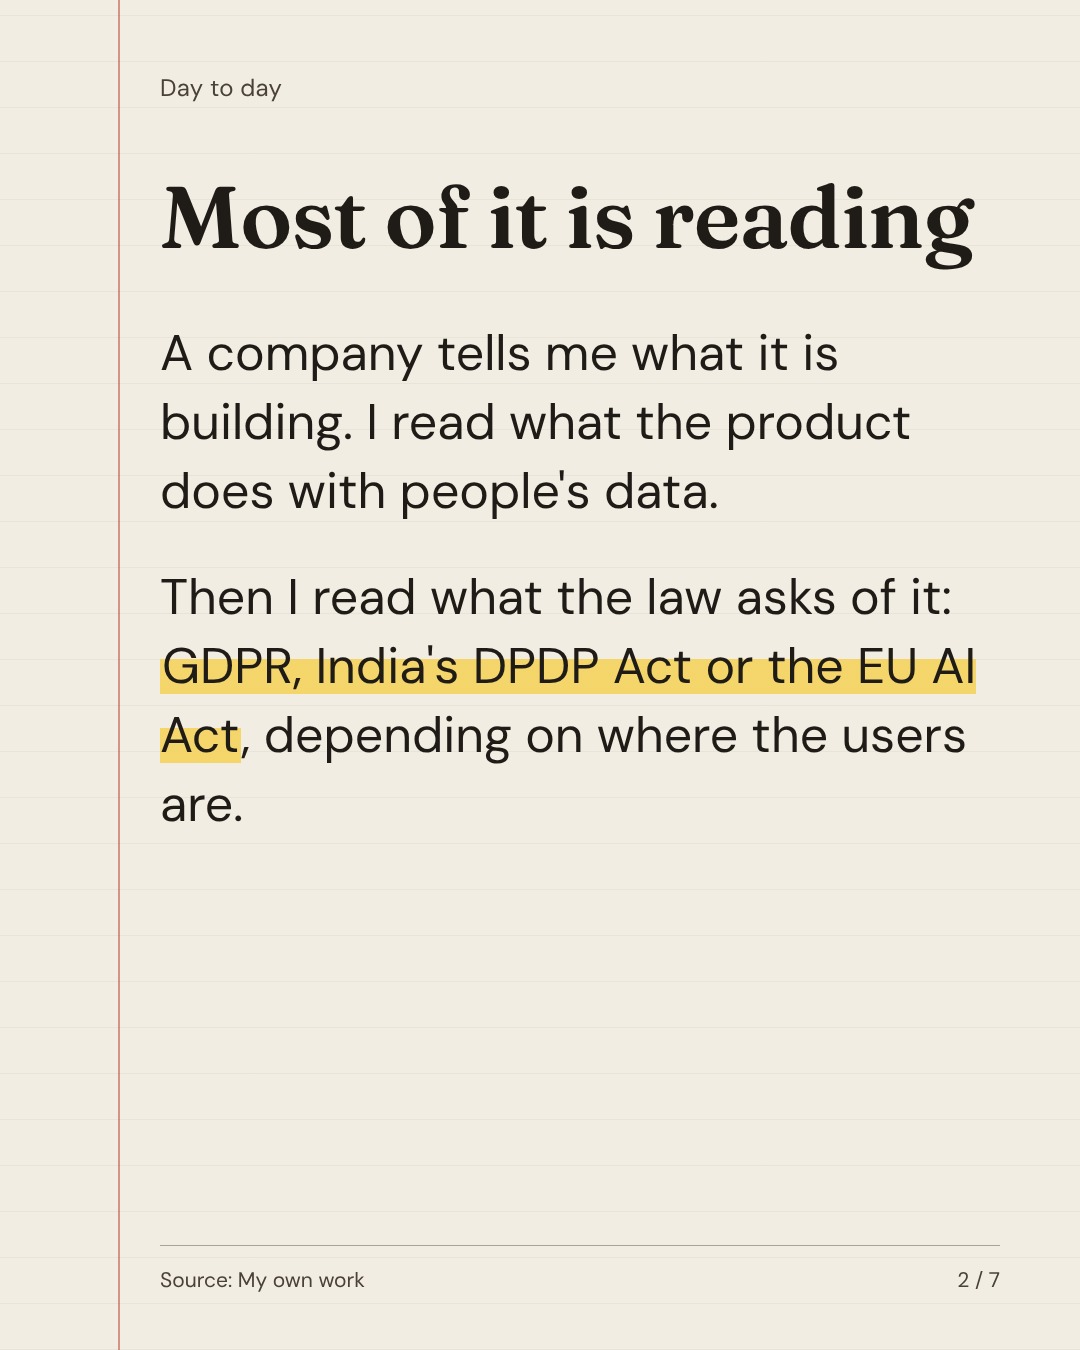 Day to day
Most of it is reading
A company tells me what it is
building. I read what the product
does with people's data.
Then I read what the law asks of it:
GDPR, India's DPDP Act or the EU AI
Act, depending on where the users
are.
Source: My own work
2 / 7